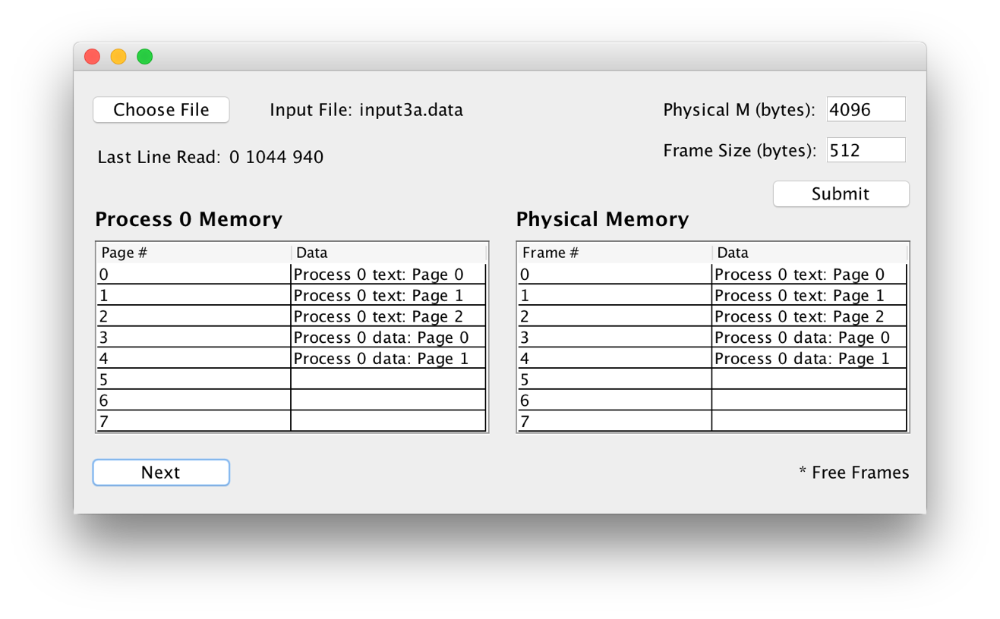 Choose File Input File: input3a.data Physical M (bytes): 4096
Last Line Read: 0 1044 940 Frame Size (bytes): 512
Submit
Process 0 Memory Physical Memory
Page # Data Frame # Data
0 Process 0 text: Page 0 0 Process 0 text: Page 0
1 Process 0 text: Page 1 1 Process 0 text: Page 1
2 Process 0 text: Page 2 2 Process 0 text: Page 2
3 Process 0 data: Page 0 3 Process 0 data: Page 0
4 Process 0 data: Page 1 4 Process 0 data: Page 1
5 5
6 6
7 7
Next * Free Frames